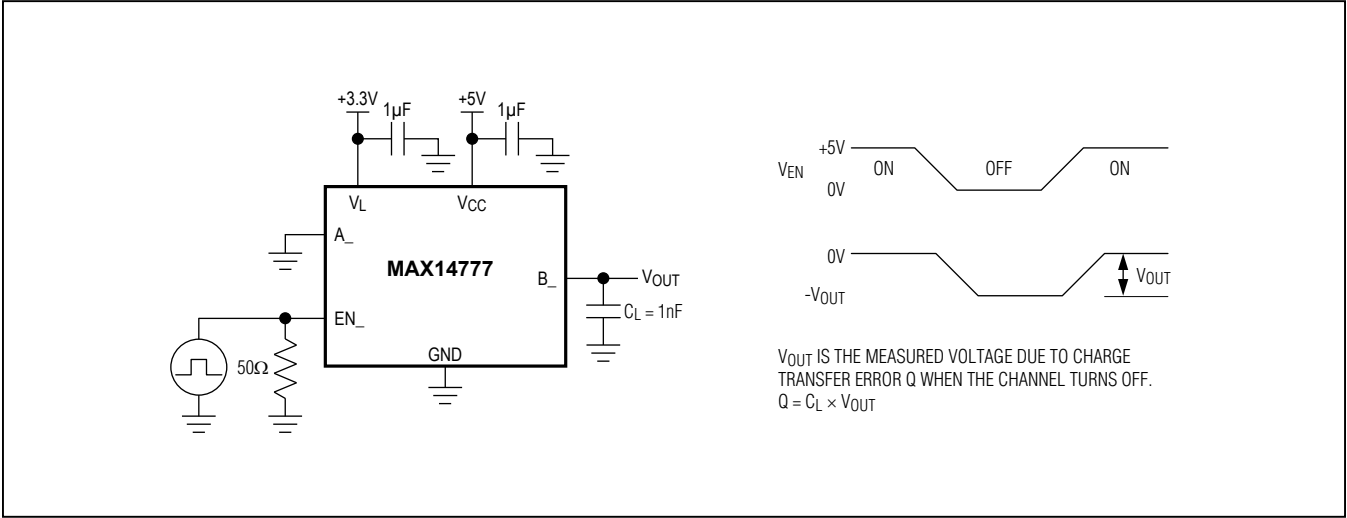 +3.3V
1µF
+5V
1µF
VL
VCC
A_
MAX14777
B_
VOUT
CL = 1nF
EN_
50Ω
GND
VEN
+5V
0V
ON
OFF
ON
0V
-VOUT
VOUT
VOUT IS THE MEASURED VOLTAGE DUE TO CHARGE
TRANSFER ERROR Q WHEN THE CHANNEL TURNS OFF.
Q = CL × VOUT